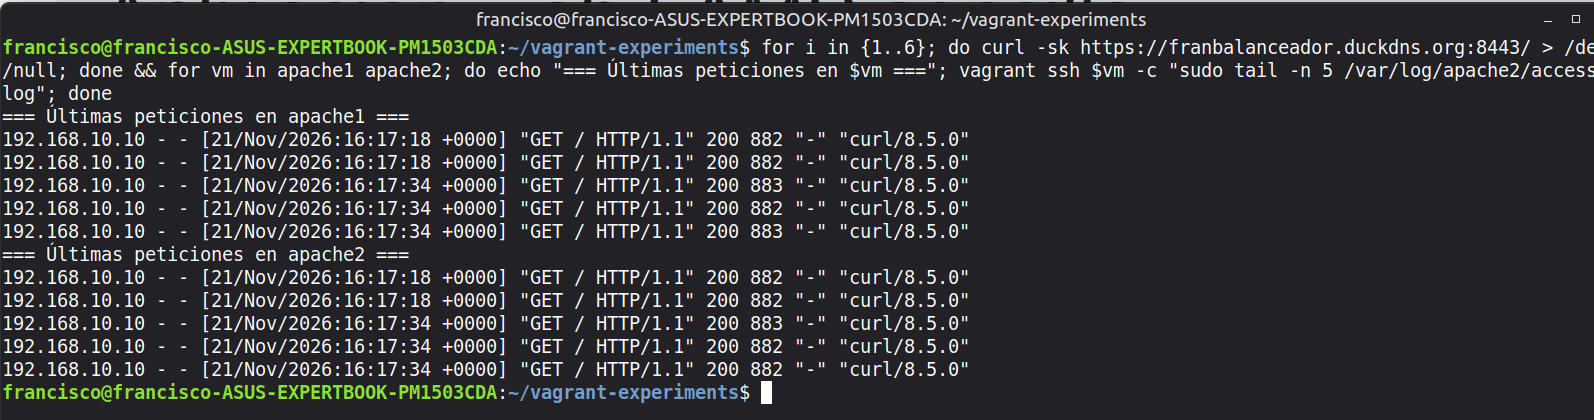 francisco@francisco-ASUS-EXPERTBOOK-PM1503CDA: ~/vagrant-experiments
francisco@francisco-ASUS-EXPERTBOOK-PM1503CDA:~/vagrant-experiments$ for i in {1..6}; do curl -sk https://franbalanceador.duckdns.org:8443/ > /de
/null; done && for vm in apache1 apache2; do echo "=== Últimas peticiones en $vm ==="; vagrant ssh $vm -c "sudo tail -n 5 /var/log/apache2/access
log"; done
=== Últimas peticiones en apache1 ===
192.168.10.10 - - [21/Nov/2026:16:17:18 +0000] "GET / HTTP/1.1" 200 882 "-" "curl/8.5.0"
192.168.10.10 - - [21/Nov/2026:16:17:18 +0000] "GET / HTTP/1.1" 200 882 "-" "curl/8.5.0"
192.168.10.10 - - [21/Nov/2026:16:17:34 +0000] "GET / HTTP/1.1" 200 883 "-" "curl/8.5.0"
192.168.10.10 - - [21/Nov/2026:16:17:34 +0000] "GET / HTTP/1.1" 200 882 "-" "curl/8.5.0"
192.168.10.10 - - [21/Nov/2026:16:17:34 +0000] "GET / HTTP/1.1" 200 883 "-" "curl/8.5.0"
=== Últimas peticiones en apache2 ===
192.168.10.10 - - [21/Nov/2026:16:17:18 +0000] "GET / HTTP/1.1" 200 882 "-" "curl/8.5.0"
192.168.10.10 - - [21/Nov/2026:16:17:18 +0000] "GET / HTTP/1.1" 200 882 "-" "curl/8.5.0"
192.168.10.10 - - [21/Nov/2026:16:17:34 +0000] "GET / HTTP/1.1" 200 883 "-" "curl/8.5.0"
192.168.10.10 - - [21/Nov/2026:16:17:34 +0000] "GET / HTTP/1.1" 200 882 "-" "curl/8.5.0"
192.168.10.10 - - [21/Nov/2026:16:17:34 +0000] "GET / HTTP/1.1" 200 882 "-" "curl/8.5.0"
francisco@francisco-ASUS-EXPERTBOOK-PM1503CDA:~/vagrant-experiments$